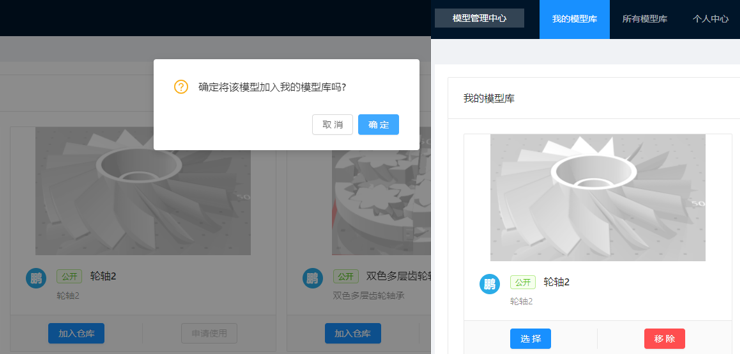 确定将该模型加入我的模型库吗?
取 消
确 定
鹏
公开
轮轴2
轮轴2
加入仓库
申请使用
公开
双色多层齿轮轴
双色多层齿轮轴承
加入仓库
模型管理中心
我的模型库
所有模型库
个人中心
我的模型库
鹏
公开
轮轴2
轮轴2
选 择
移 除